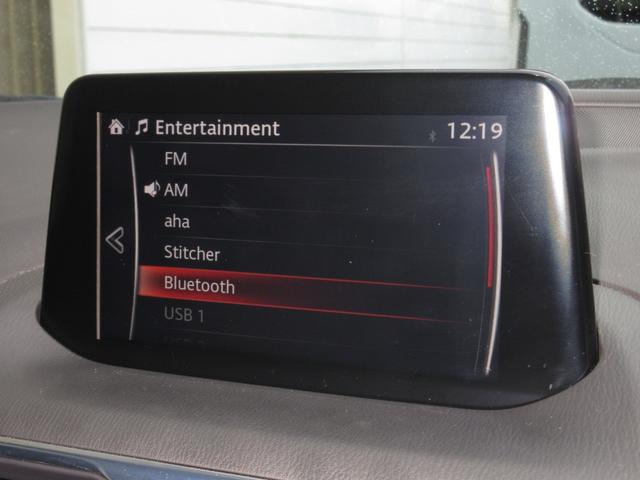 Entertainment 12:19
FM
AM
aha
Stitcher
Bluetooth
USB 1